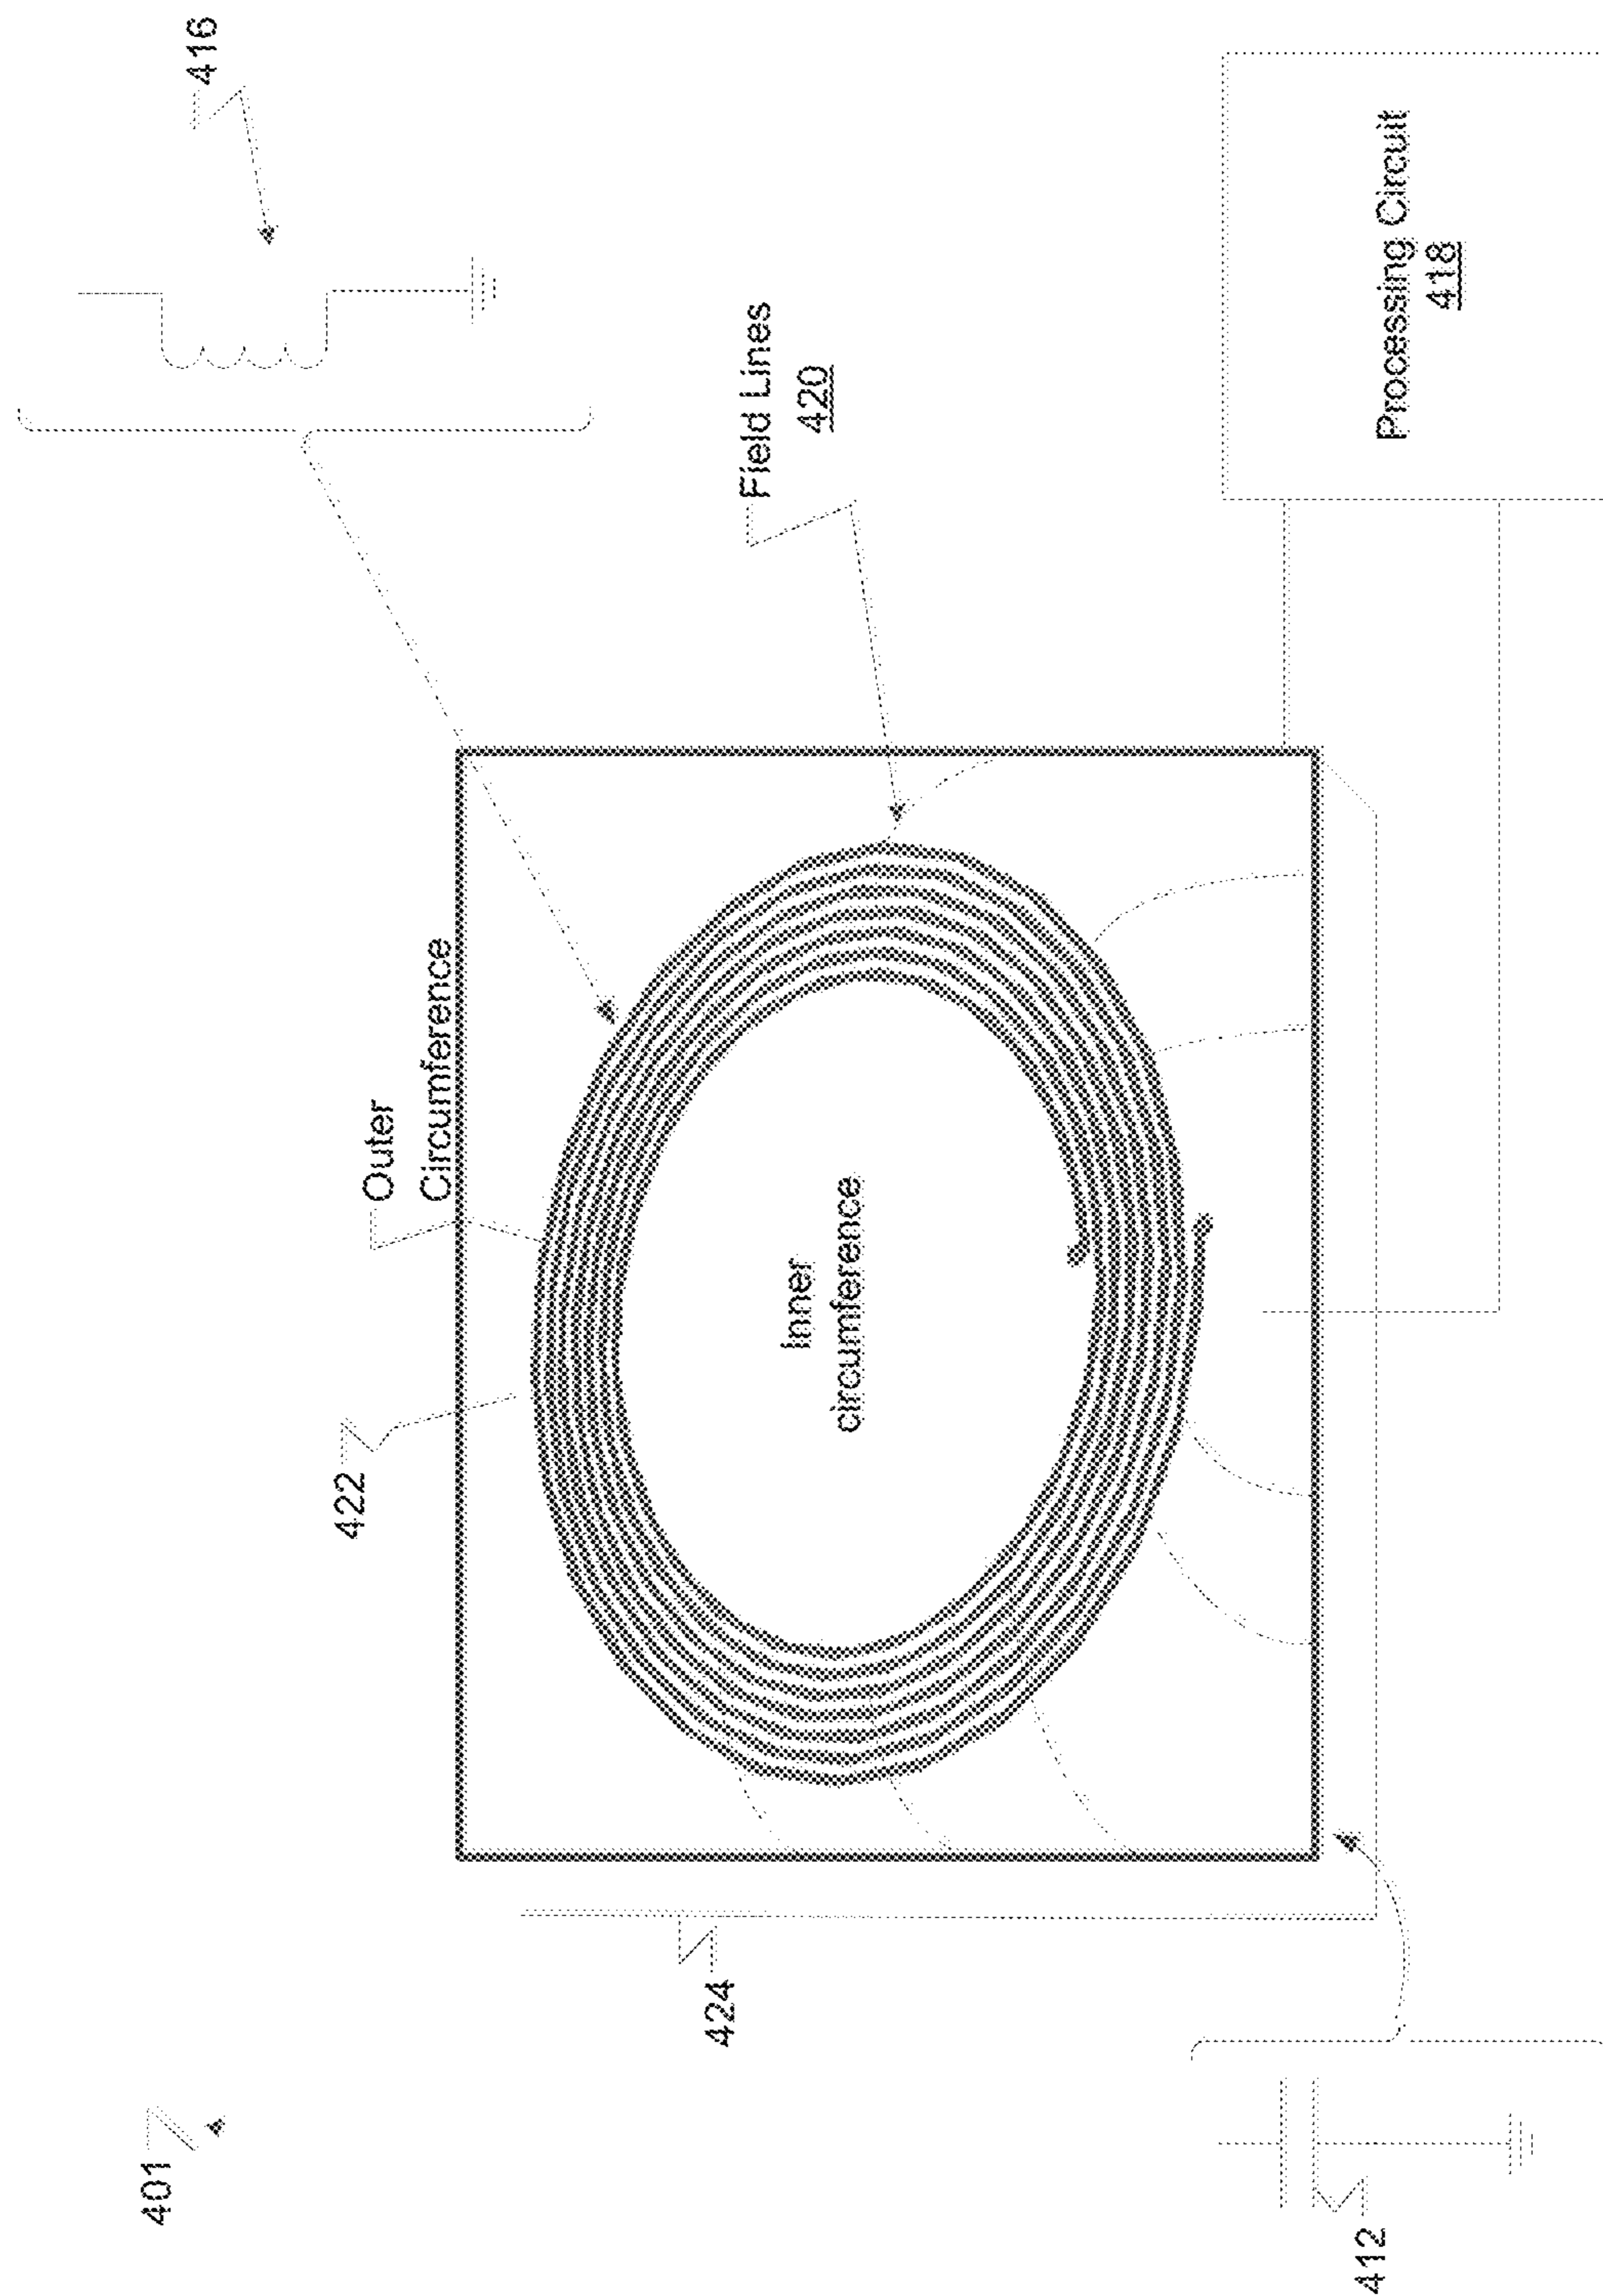 401
424
412
422
Outer
Circumference
Inner
circumference
416
Field Lines
420
Processing Circuit
418